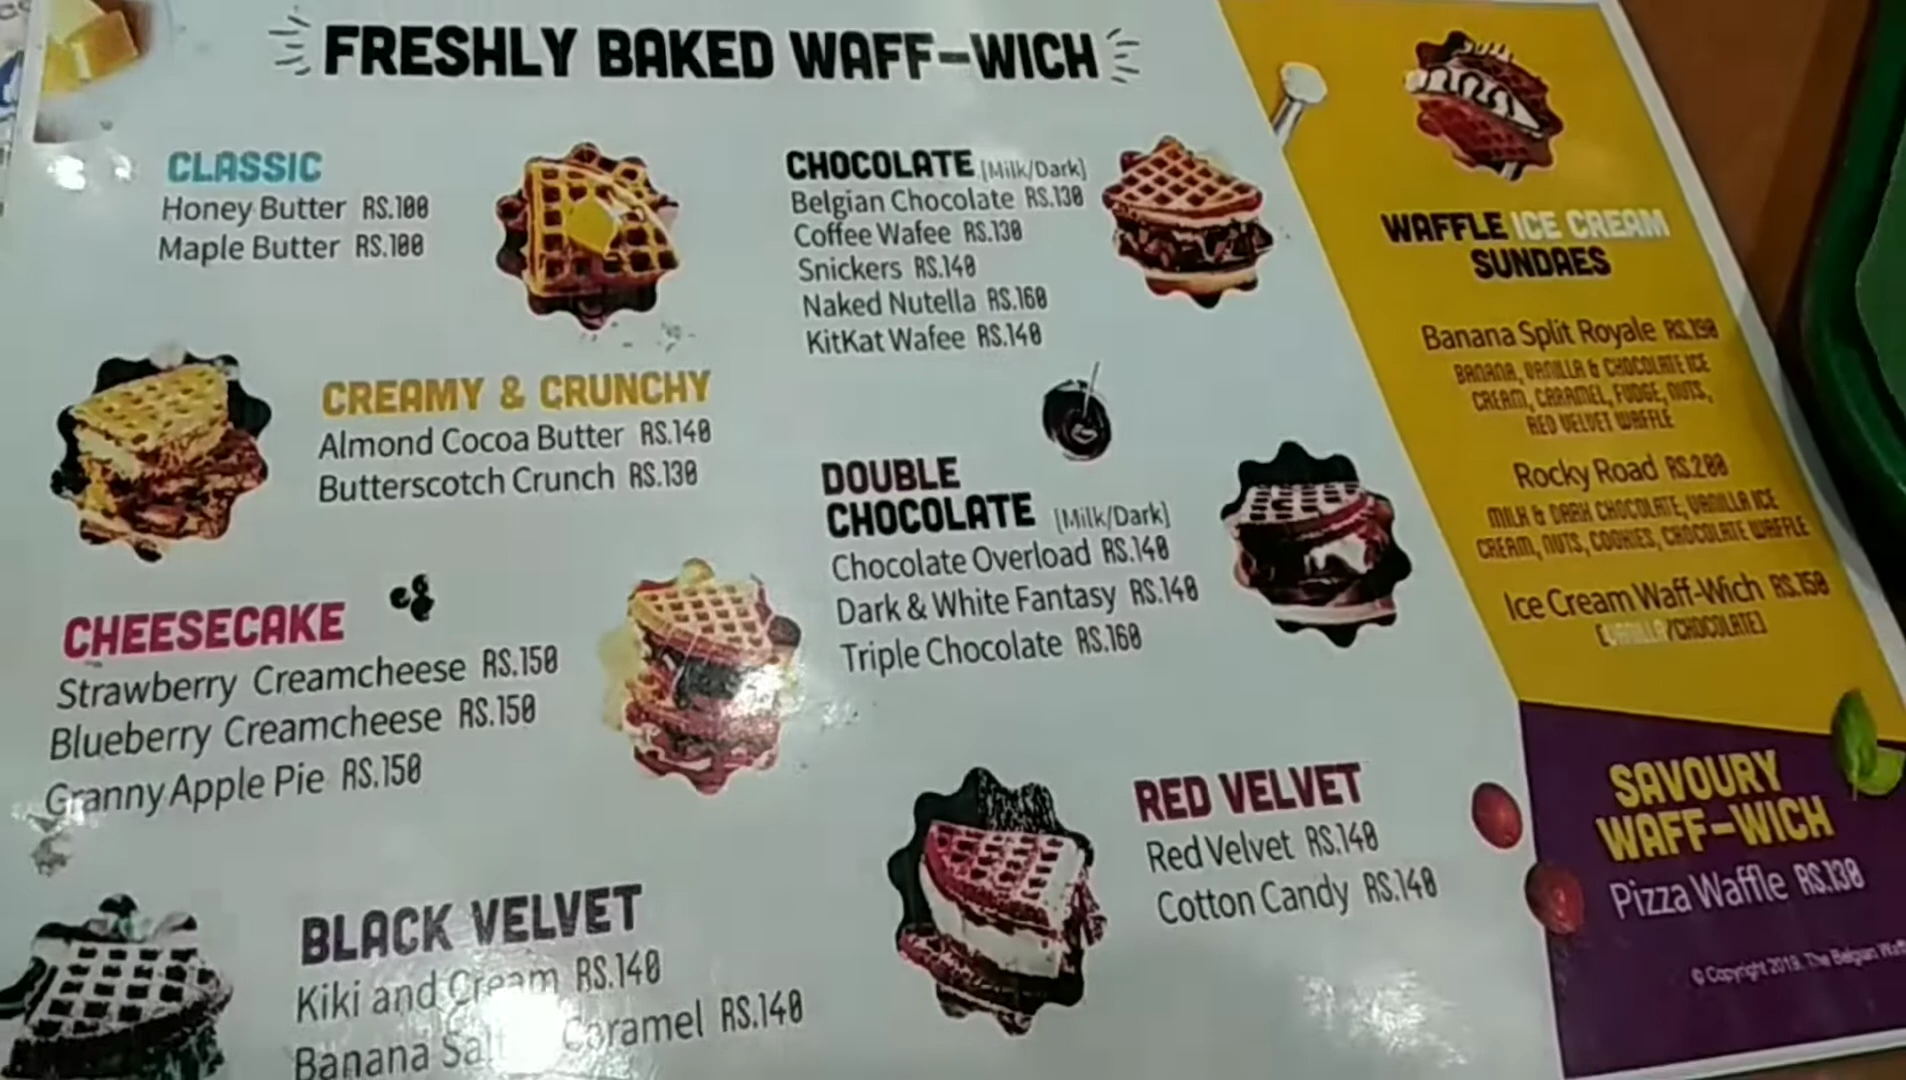 FRESHLY BAKED WAFF-WICH
CLASSIC
Honey Butter RS.100
Maple Butter RS.100
CREAMY & CRUNCHY
Almond Cocoa Butter RS.140
Butterscotch Crunch RS.130
CHEESECAKE
Strawberry Creamcheese RS.150
Blueberry Creamcheese RS.150
Granny Apple Pie RS.150
BLACK VELVET
Kiki and Cream RS.140
Banana Caramel RS.140
CHOCOLATE [Milk/Dark]
Belgian Chocolate RS.130
Coffee Wafee RS.130
Snickers RS.140
Naked Nutella RS.160
KitKat Wafee RS.140
DOUBLE
CHOCOLATE [Milk/Dark]
Chocolate Overload RS.140
Dark & White Fantasy RS.140
Triple Chocolate RS.160
RED VELVET
Red Velvet RS.140
Cotton Candy RS.140
WAFFLE ICE CREAM
SUNDAES
Banana Split Royale RS.190
BANANA, VANILLA & CHOCOLATE ICE
CREAM, CARAMEL, FUDGE, NUTS,
RED VELVET WAFFLE
Rocky Road RS.200
MILK & DARK CHOCOLATE, VANILLA ICE
CREAM, NUTS, COOKIES, CHOCOLATE WAFFLE
Ice Cream Waff-Wich RS.150
[VANILLA/CHOCOLATE]
SAVOURY
WAFF-WICH
Pizza Waffle RS.130
© Copyright 2019. The Belgian